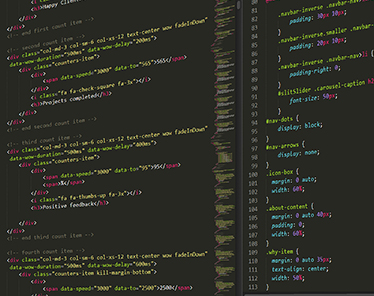 <h3>Happy Clients
</div>
</div>
<!-- end first count item -->
<!-- second count item -->
<div class="col-md-3 col-sm-6 col-xs-12 text-center wow fadeInDown"
data-wow-duration="500ms" data-wow-delay="200ms">
<div class="counters-item">
<div>
<span data-speed="3000" data-to="565">565</span>
</div>
<i class="fa fa-check-square fa-3x"></i>
<h3>Projects completed</h3>
</div>
</div>
<!-- end second count item -->
<!-- third count item -->
<div class="col-md-3 col-sm-6 col-xs-12 text-center wow fadeInDown"
data-wow-duration="500ms" data-wow-delay="400ms">
<div class="counters-item">
<div>
<span data-speed="3000" data-to="95">95</span>
<span>%</span>
</div>
<i class="fa fa-thumbs-up fa-3x"></i>
<h3>Positive feedback</h3>
</div>
</div>
<!-- end third count item -->
<!-- fourth count item -->
<div class="col-md-3 col-sm-6 col-xs-12 text-center wow fadeInDown"
data-wow-duration="500ms" data-wow-delay="600ms">
<div class="counters-item kill-margin-bottom">
<div>
<span data-speed="3000" data-to="2500">2500</span>
.navbar-inverse .navbar-nav
padding: 30px 30px;
}
.navbar-inverse.smaller .navbar
padding: 20px 30px;
}
.navbar-inverse .navbar-nav>li {
padding-right: 0;
}
#slitSlider .carousel-caption h2
font-size: 50px;
}
#nav-dots {
display: block;
}
#nav-arrows {
display: none;
}
.icon-box {
margin: 0 auto;
width: 60%;
}
.about-content {
margin: 0 auto 40px;
padding: 0;
width: 60%;
}
.why-item {
margin: 0 auto 35px;
text-align: center;
width: 50%;
}